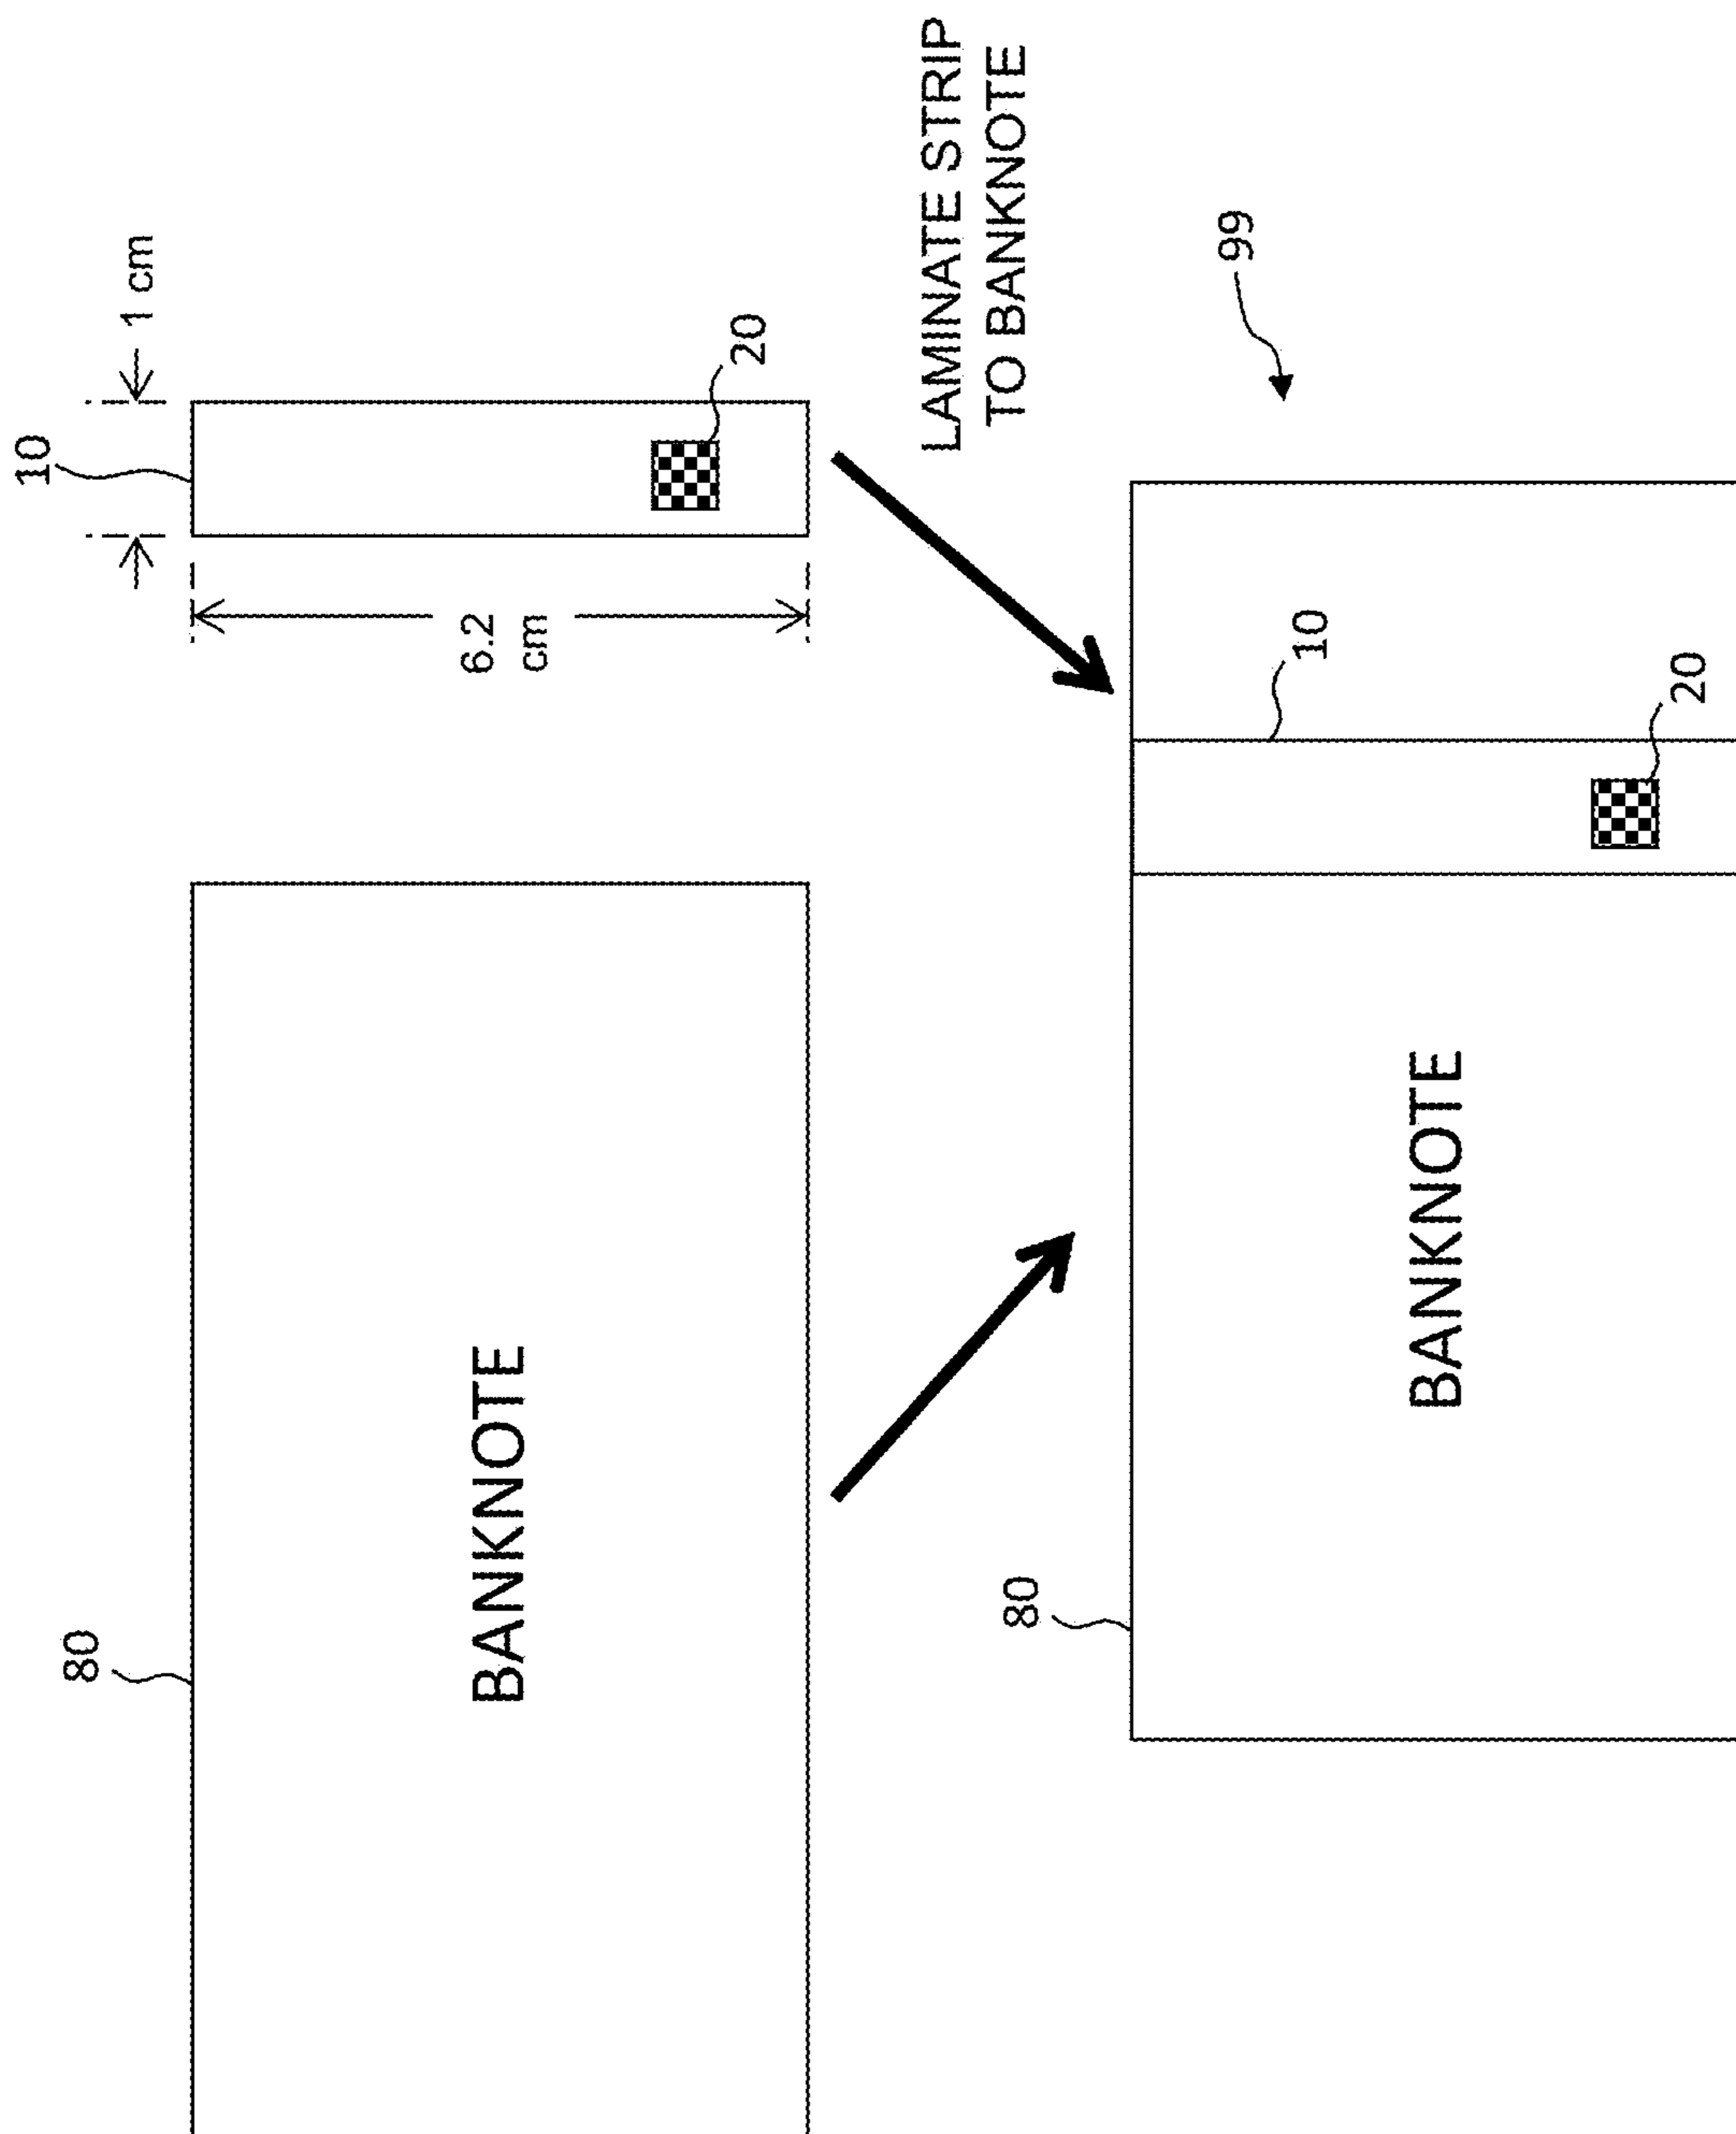 10
80
1 cm
BANKNOTE
6.2
cm
20
LAMINATE STRIP
TO BANKNOTE
80
99
10
BANKNOTE
20